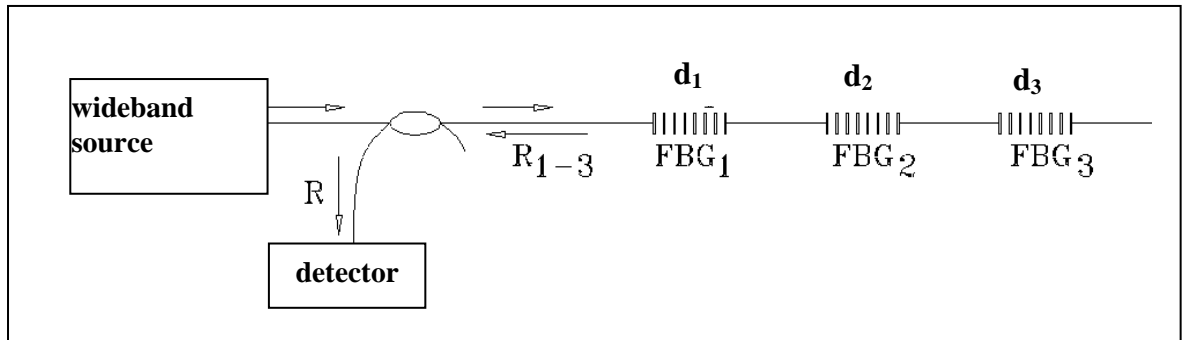 wideband
source
d₁ d₂ d₃
R₁₋₃ FBG₁ FBG₂ FBG₃
R
detector